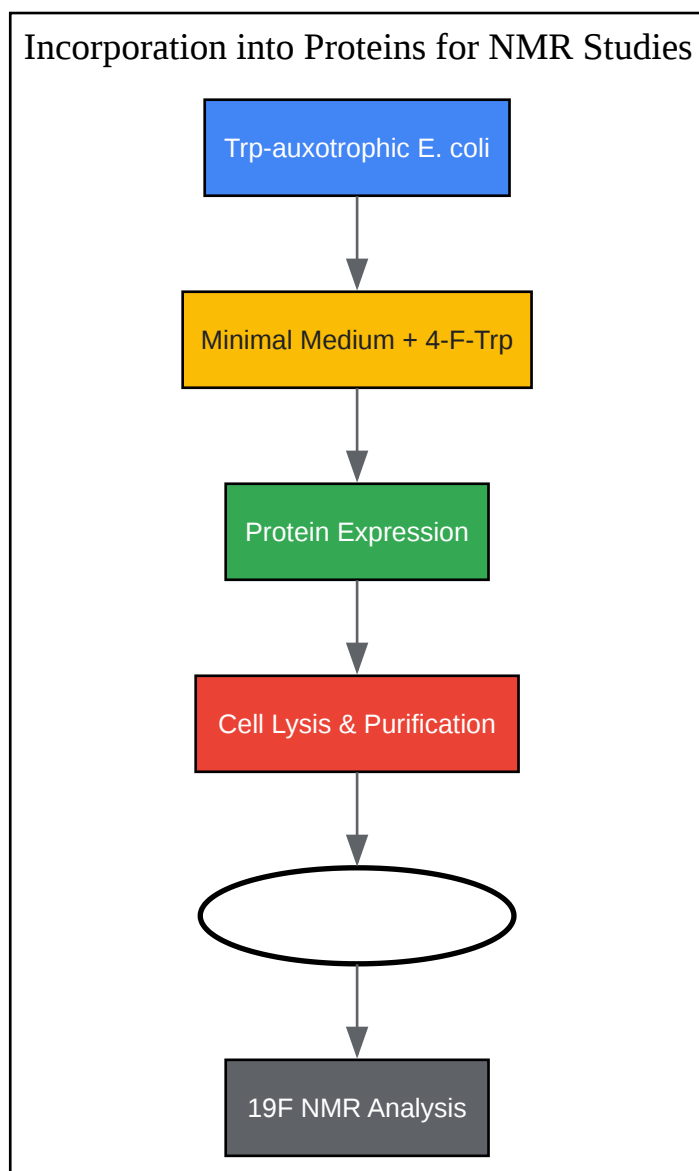 Incorporation into Proteins for NMR Studies
Trp-auxotrophic E. coli
Minimal Medium + 4-F-Trp
Protein Expression
Cell Lysis & Purification
19F NMR Analysis